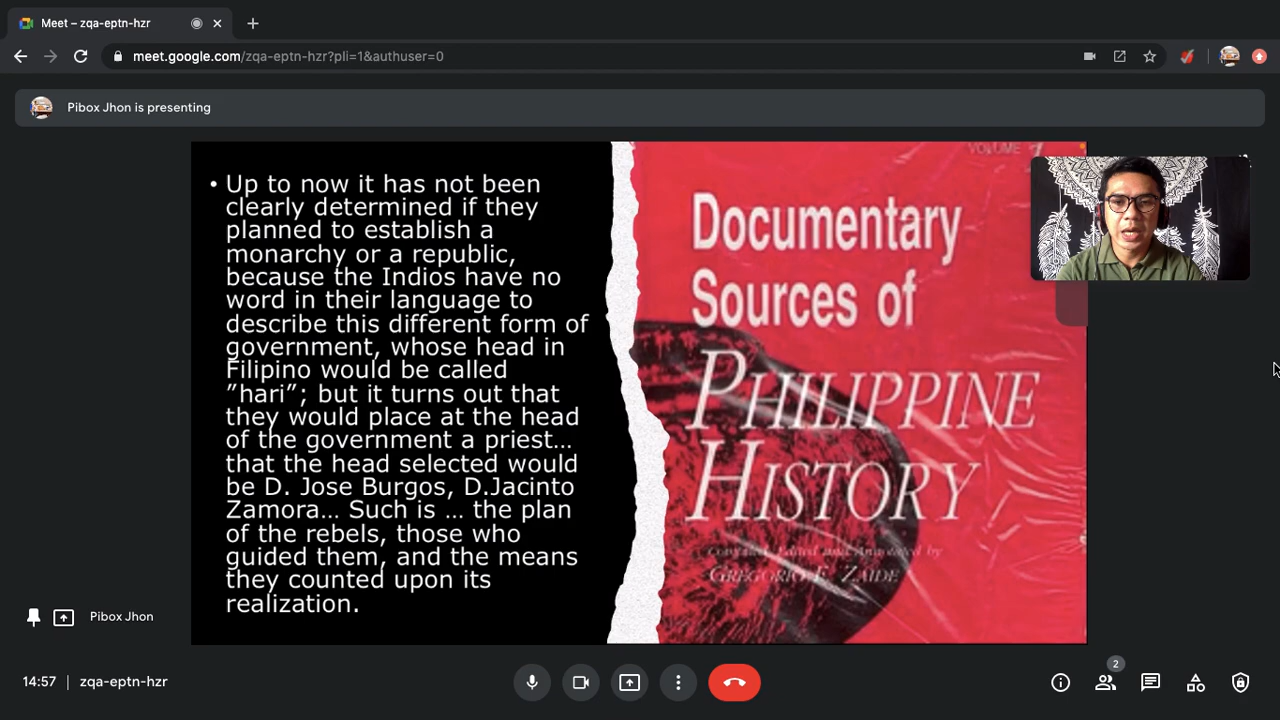 Meet – zqa-eptn-hzr
meet.google.com/zqa-eptn-hzr?pli=1&authuser=0
Pibox Jhon is presenting
• Up to now it has not been
clearly determined if they
planned to establish a
monarchy or a republic,
because the Indios have no
word in their language to
describe this different form of
government, whose head in
Filipino would be called
”hari”; but it turns out that
they would place at the head
of the government a priest...
that the head selected would
be D. Jose Burgos, D.Jacinto
Zamora... Such is ... the plan
of the rebels, those who
guided them, and the means
they counted upon its
realization.
VOLUME
Documentary
Sources of
PHILIPPINE
HISTORY
Compiled, Edited and Annotated by
GREGORIO F. ZAIDE
Pibox Jhon
14:57 | zqa-eptn-hzr
2